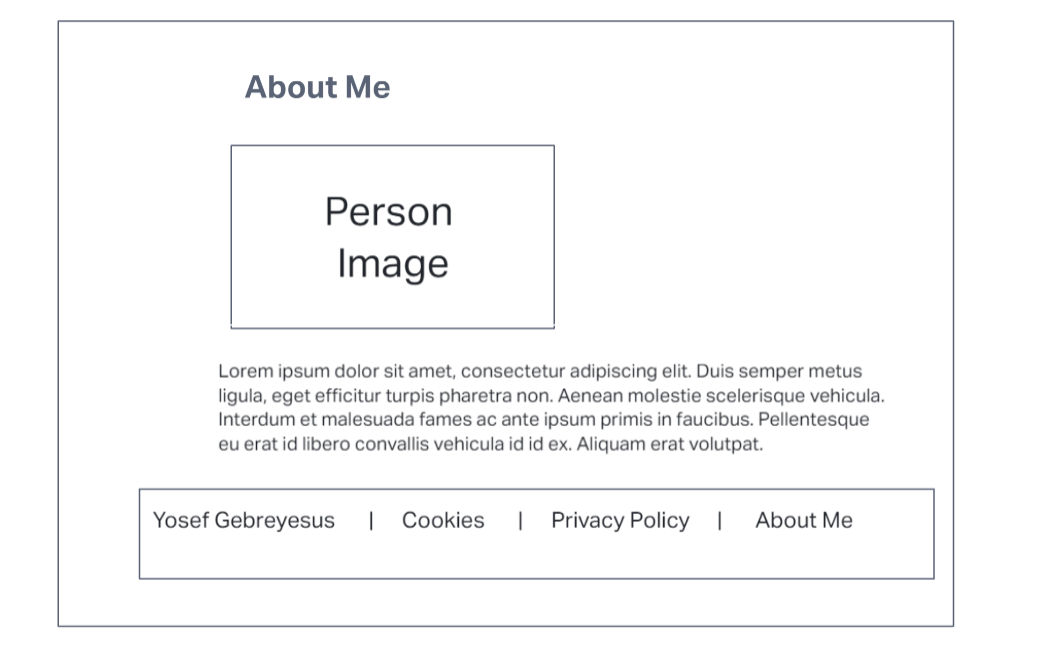 About Me
Person
Image
Lorem ipsum dolor sit amet, consectetur adipiscing elit. Duis semper metus
ligula, eget efficitur turpis pharetra non. Aenean molestie scelerisque vehicula.
Interdum et malesuada fames ac ante ipsum primis in faucibus. Pellentesque
eu erat id libero convallis vehicula id id ex. Aliquam erat volutpat.
Yosef Gebreyesus | Cookies | Privacy Policy | About Me